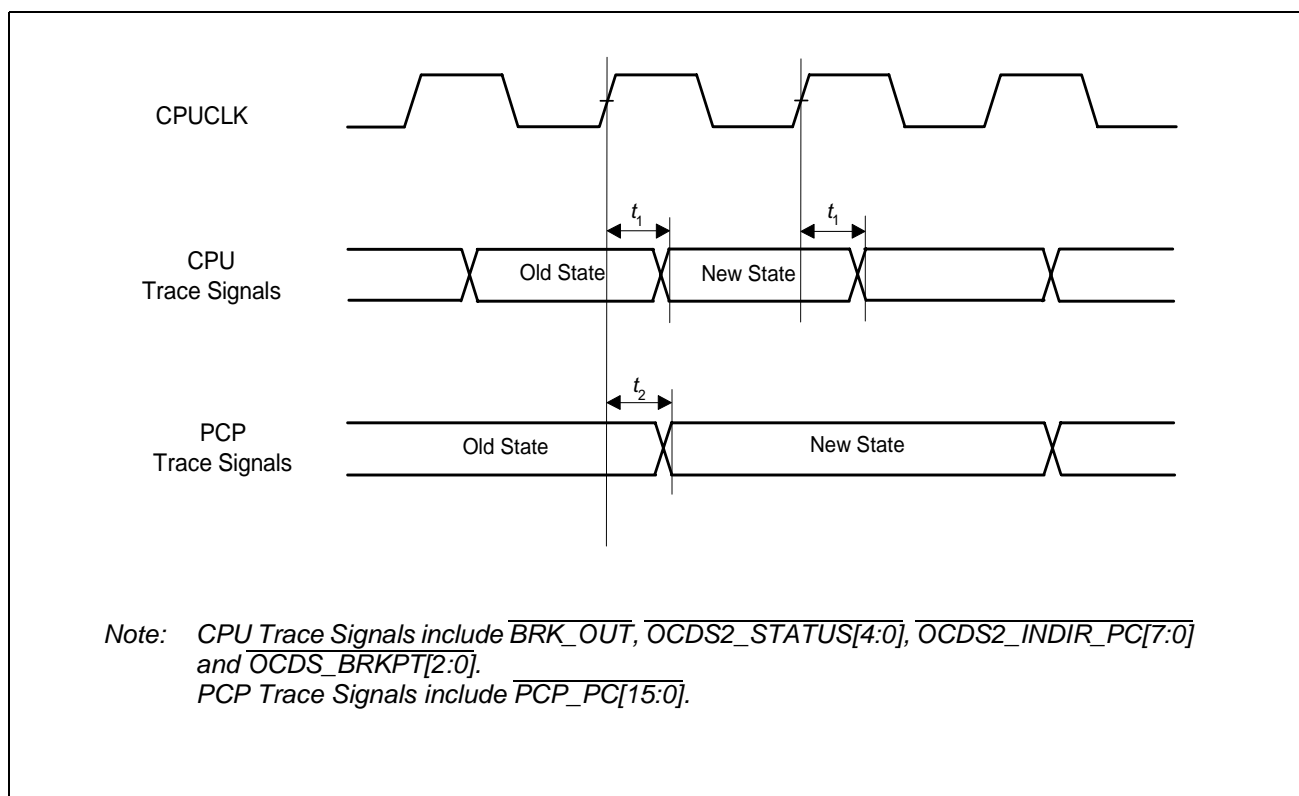 CPUCLK
t1
t1
CPU
Trace Signals
Old State
New State
t2
PCP
Trace Signals
Old State
New State
Note: CPU Trace Signals include BRK_OUT, OCDS2_STATUS[4:0], OCDS2_INDIR_PC[7:0]
and OCDS_BRKPT[2:0].
PCP Trace Signals include PCP_PC[15:0].